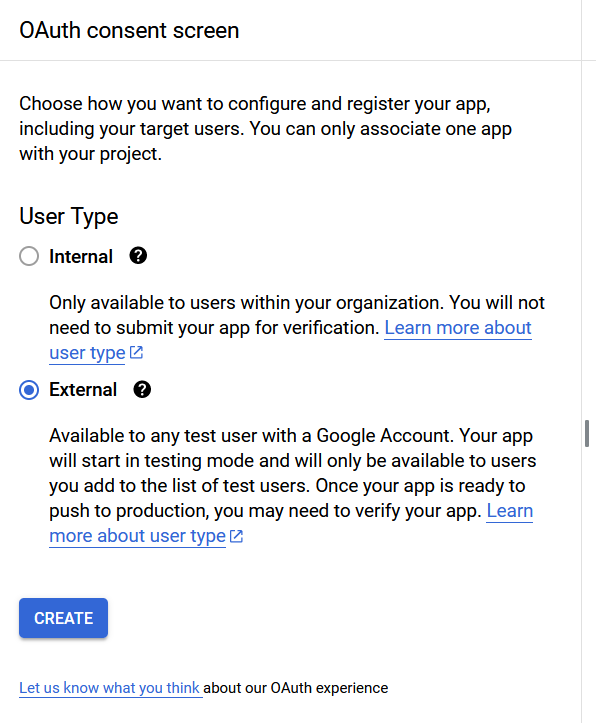 OAuth consent screen
Choose how you want to configure and register your app,
including your target users. You can only associate one app
with your project.
User Type
Internal ?
Only available to users within your organization. You will not
need to submit your app for verification. Learn more about
user type
External ?
Available to any test user with a Google Account. Your app
will start in testing mode and will only be available to users
you add to the list of test users. Once your app is ready to
push to production, you may need to verify your app. Learn
more about user type
CREATE
Let us know what you think about our OAuth experience